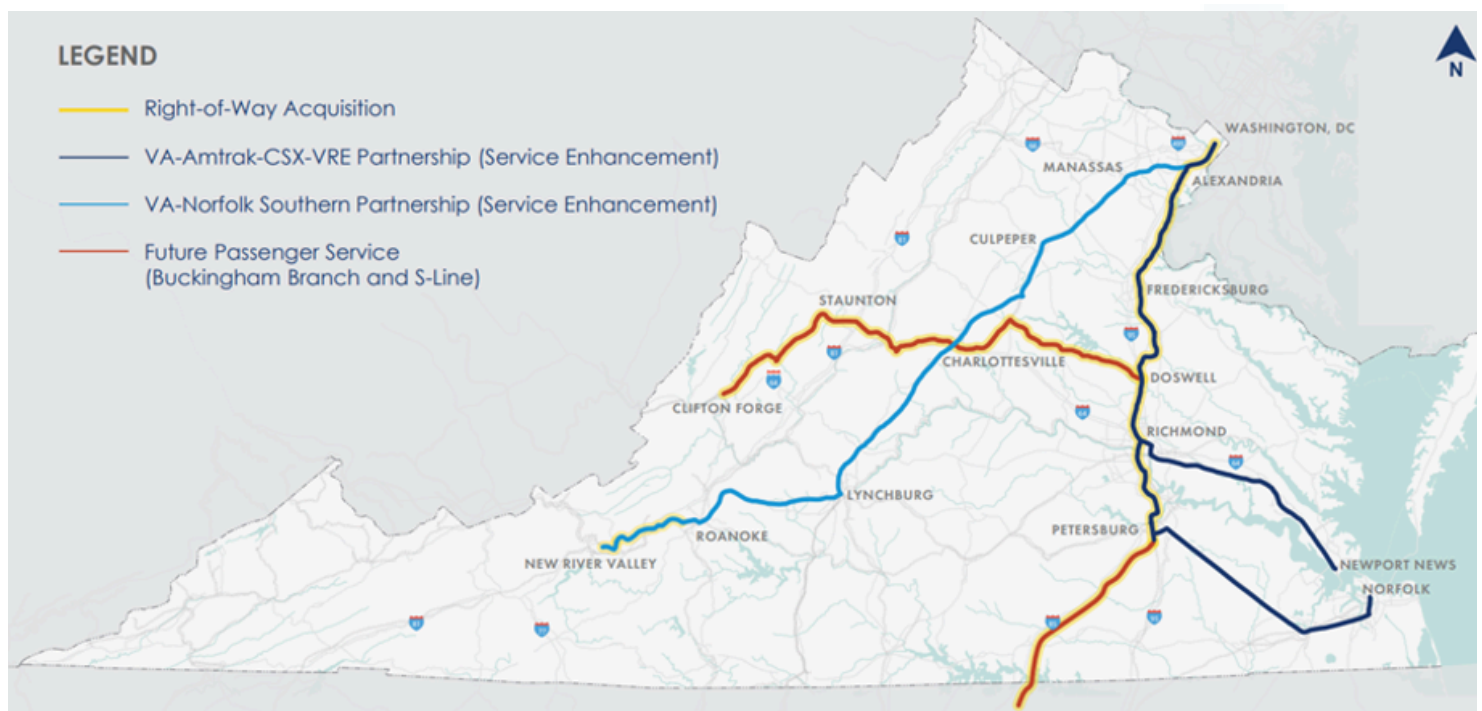 LEGEND
Right-of-Way Acquisition
VA-Amtrak-CSX-VRE Partnership (Service Enhancement)
VA-Norfolk Southern Partnership (Service Enhancement)
Future Passenger Service
(Buckingham Branch and S-Line)
N
WASHINGTON, DC
MANASSAS
ALEXANDRIA
CULPEPER
FREDERICKSBURG
STAUNTON
CHARLOTTESVILLE
DOSWELL
CLIFTON FORGE
RICHMOND
LYNCHBURG
PETERSBURG
ROANOKE
NEW RIVER VALLEY
NEWPORT NEWS
NORFOLK